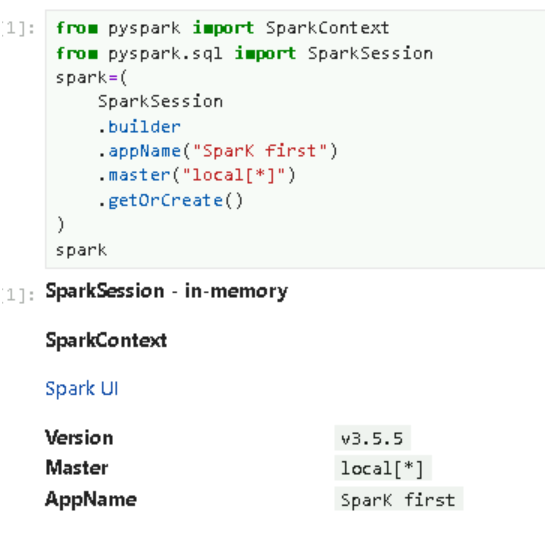 [1]: from pyspark import SparkContext
from pyspark.sql import SparkSession
spark=(
    SparkSession
    .builder
    .appName("SparK first")
    .master("local[*]")
    .getOrCreate()
)
spark
[1]: SparkSession - in-memory
SparkContext
Spark UI
Version v3.5.5
Master local[*]
AppName SparK first